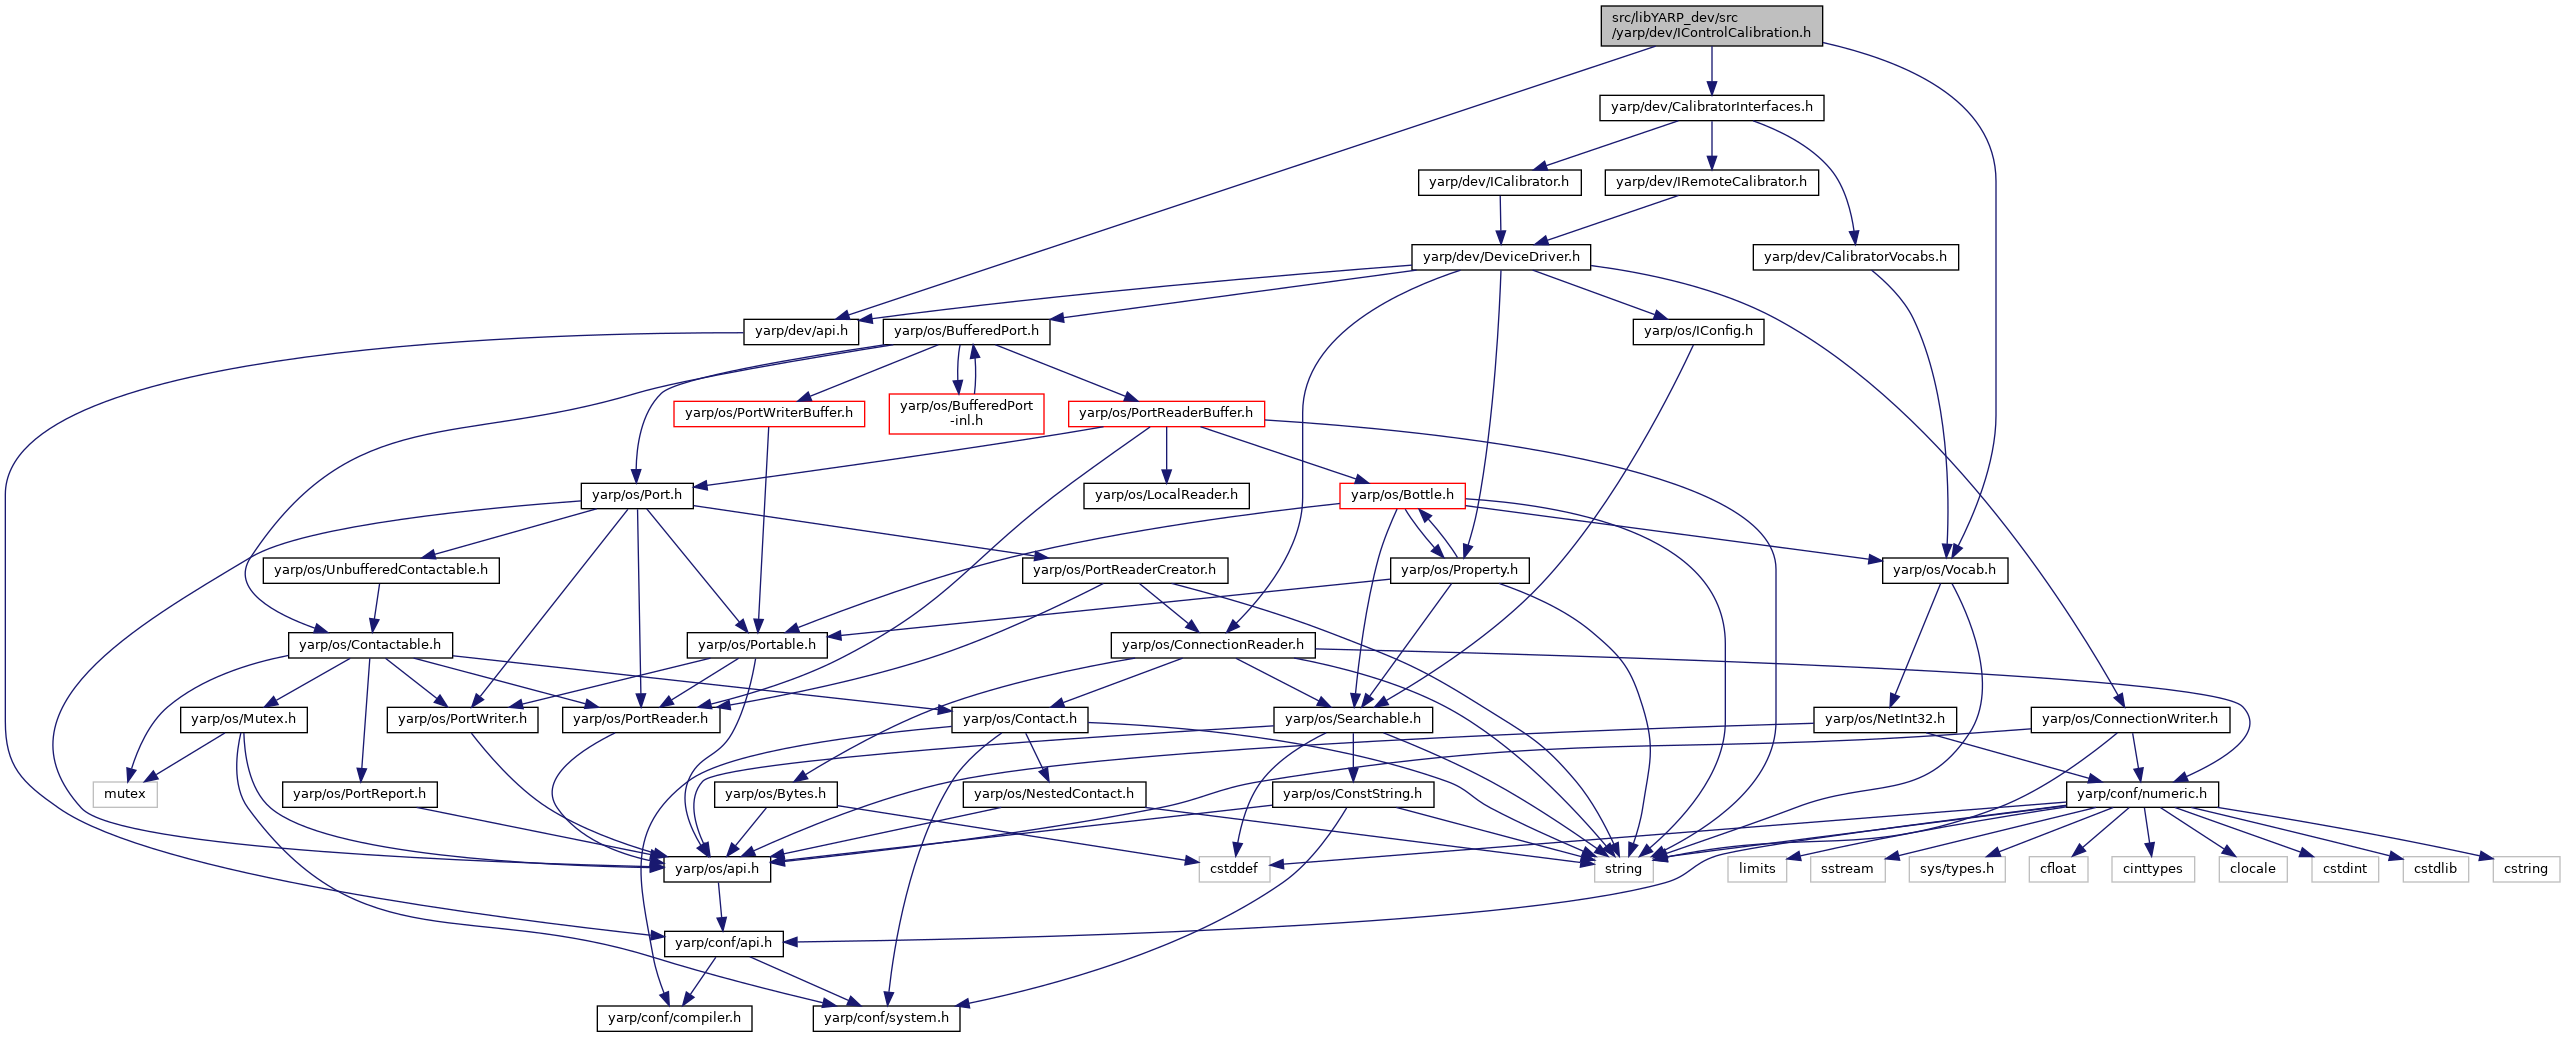 src/libYARP_dev/src
/yarp/dev/IControlCalibration.h
yarp/dev/CalibratorInterfaces.h
yarp/dev/ICalibrator.h
yarp/dev/IRemoteCalibrator.h
yarp/dev/DeviceDriver.h
yarp/dev/CalibratorVocabs.h
yarp/dev/api.h
yarp/os/BufferedPort.h
yarp/os/IConfig.h
yarp/os/PortWriterBuffer.h
yarp/os/BufferedPort
-inl.h
yarp/os/PortReaderBuffer.h
yarp/os/Port.h
yarp/os/LocalReader.h
yarp/os/Bottle.h
yarp/os/UnbufferedContactable.h
yarp/os/PortReaderCreator.h
yarp/os/Property.h
yarp/os/Vocab.h
yarp/os/Contactable.h
yarp/os/Portable.h
yarp/os/ConnectionReader.h
yarp/os/Mutex.h
yarp/os/PortWriter.h
yarp/os/PortReader.h
yarp/os/Contact.h
yarp/os/Searchable.h
yarp/os/NetInt32.h
yarp/os/ConnectionWriter.h
mutex
yarp/os/PortReport.h
yarp/os/Bytes.h
yarp/os/NestedContact.h
yarp/os/ConstString.h
yarp/conf/numeric.h
yarp/os/api.h
cstddef
string
limits
sstream
sys/types.h
cfloat
cinttypes
clocale
cstdint
cstdlib
cstring
yarp/conf/api.h
yarp/conf/compiler.h
yarp/conf/system.h